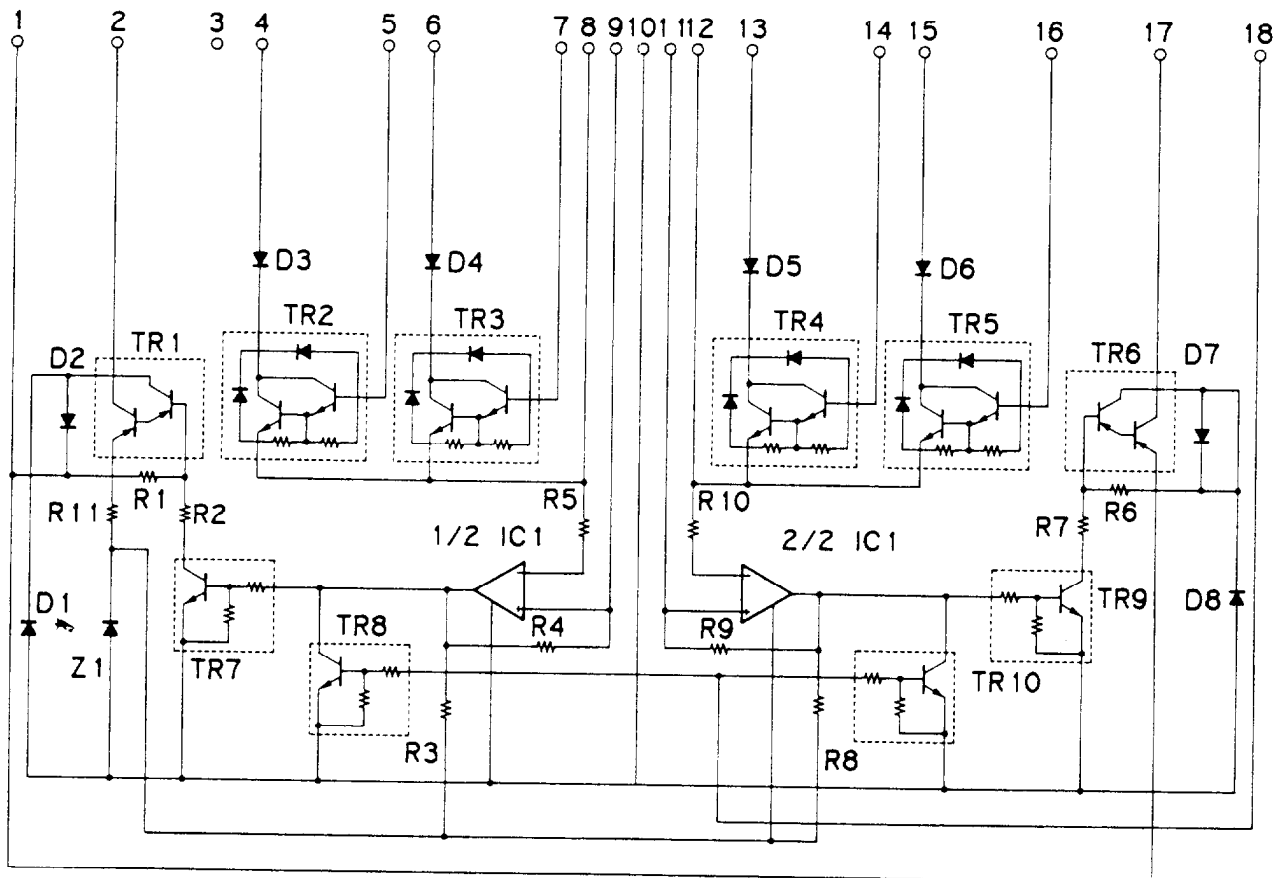 1 2 3 4 5 6 7 8 9 10 11 12 13 14 15 16 17 18
D3 D4 D5 D6
TR2 TR3 TR4 TR5
D2 TR1 TR6 D7
R1 R5 R10 R6
R11 R2 R7
1/2 IC1 2/2 IC1
D1 TR8 R4 R9 TR9 D8
Z1 TR7 TR10
R3 R8